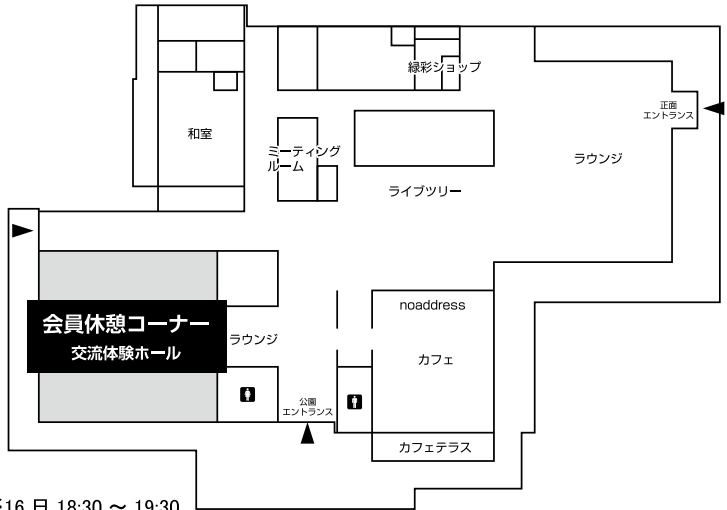 緑彩ショップ
正面
エントランス
和室
ミーティング
ルーム
ラウンジ
ライブツリー
noaddress
会員休憩コーナー
交流体験ホール
ラウンジ
カフェ
公園
エントランス
カフェテラス
16 日 18:30 ～ 19:30